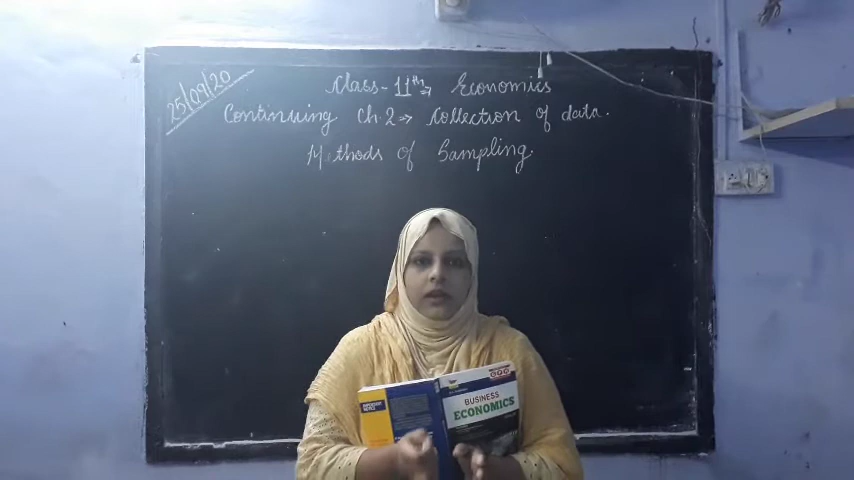 25/09/20
Class - 11th ⇒ Economics
Continuing Ch. 2 ⇒ Collection of data.
Methods of Sampling.
BUSINESS
ECONOMICS